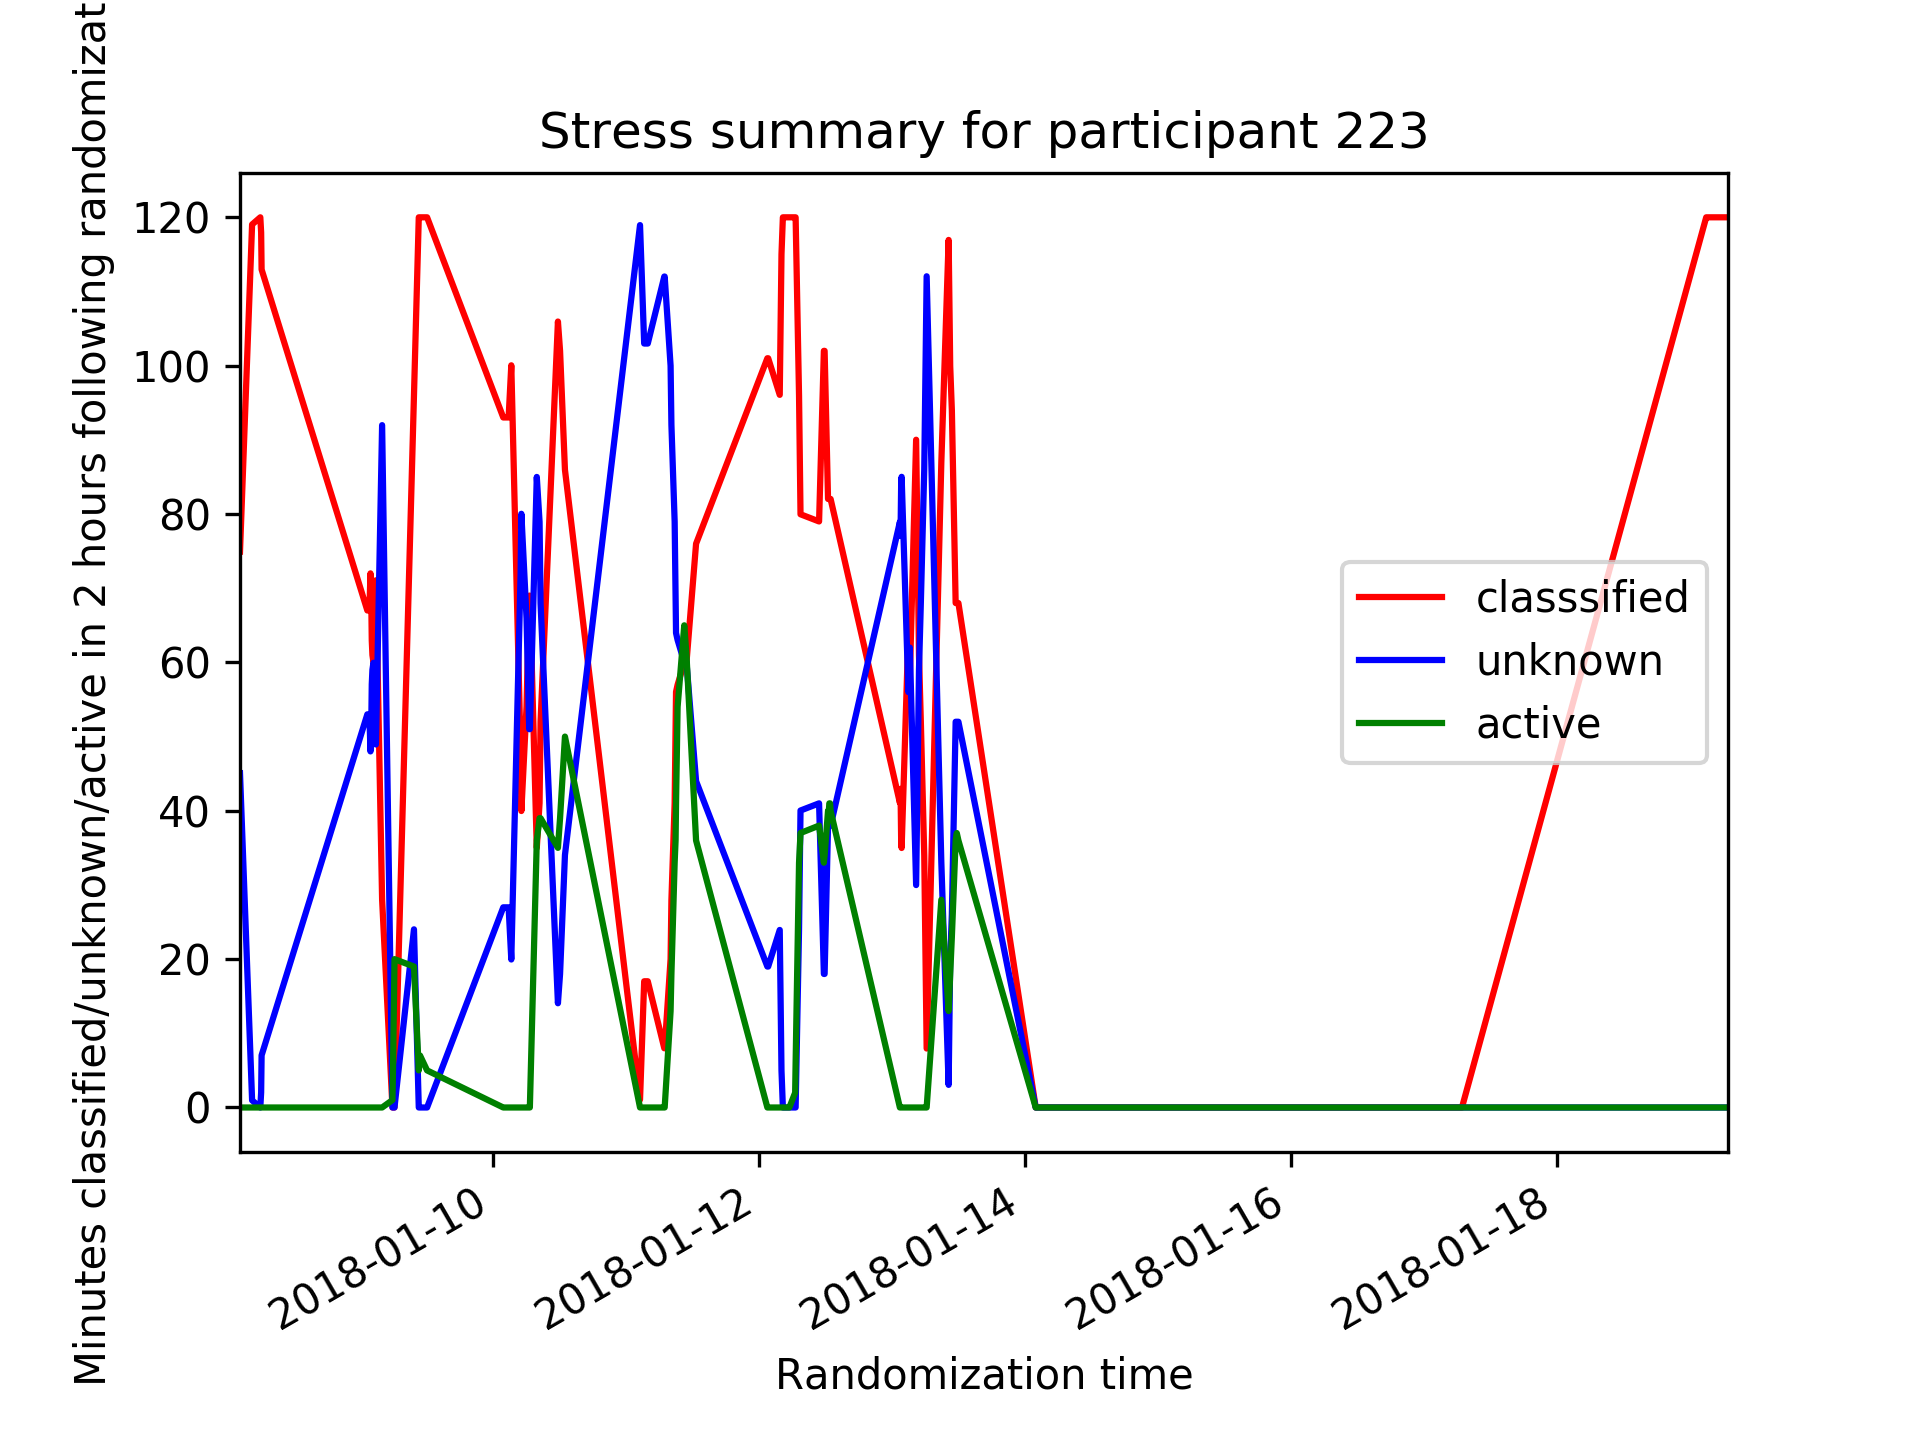 Stress summary for participant 223
Minutes classified/unknown/active in 2 hours following randomizat
120
100
80
60
40
20
0
classsified
unknown
active
2018-01-10
2018-01-12
2018-01-14
2018-01-16
2018-01-18
Randomization time